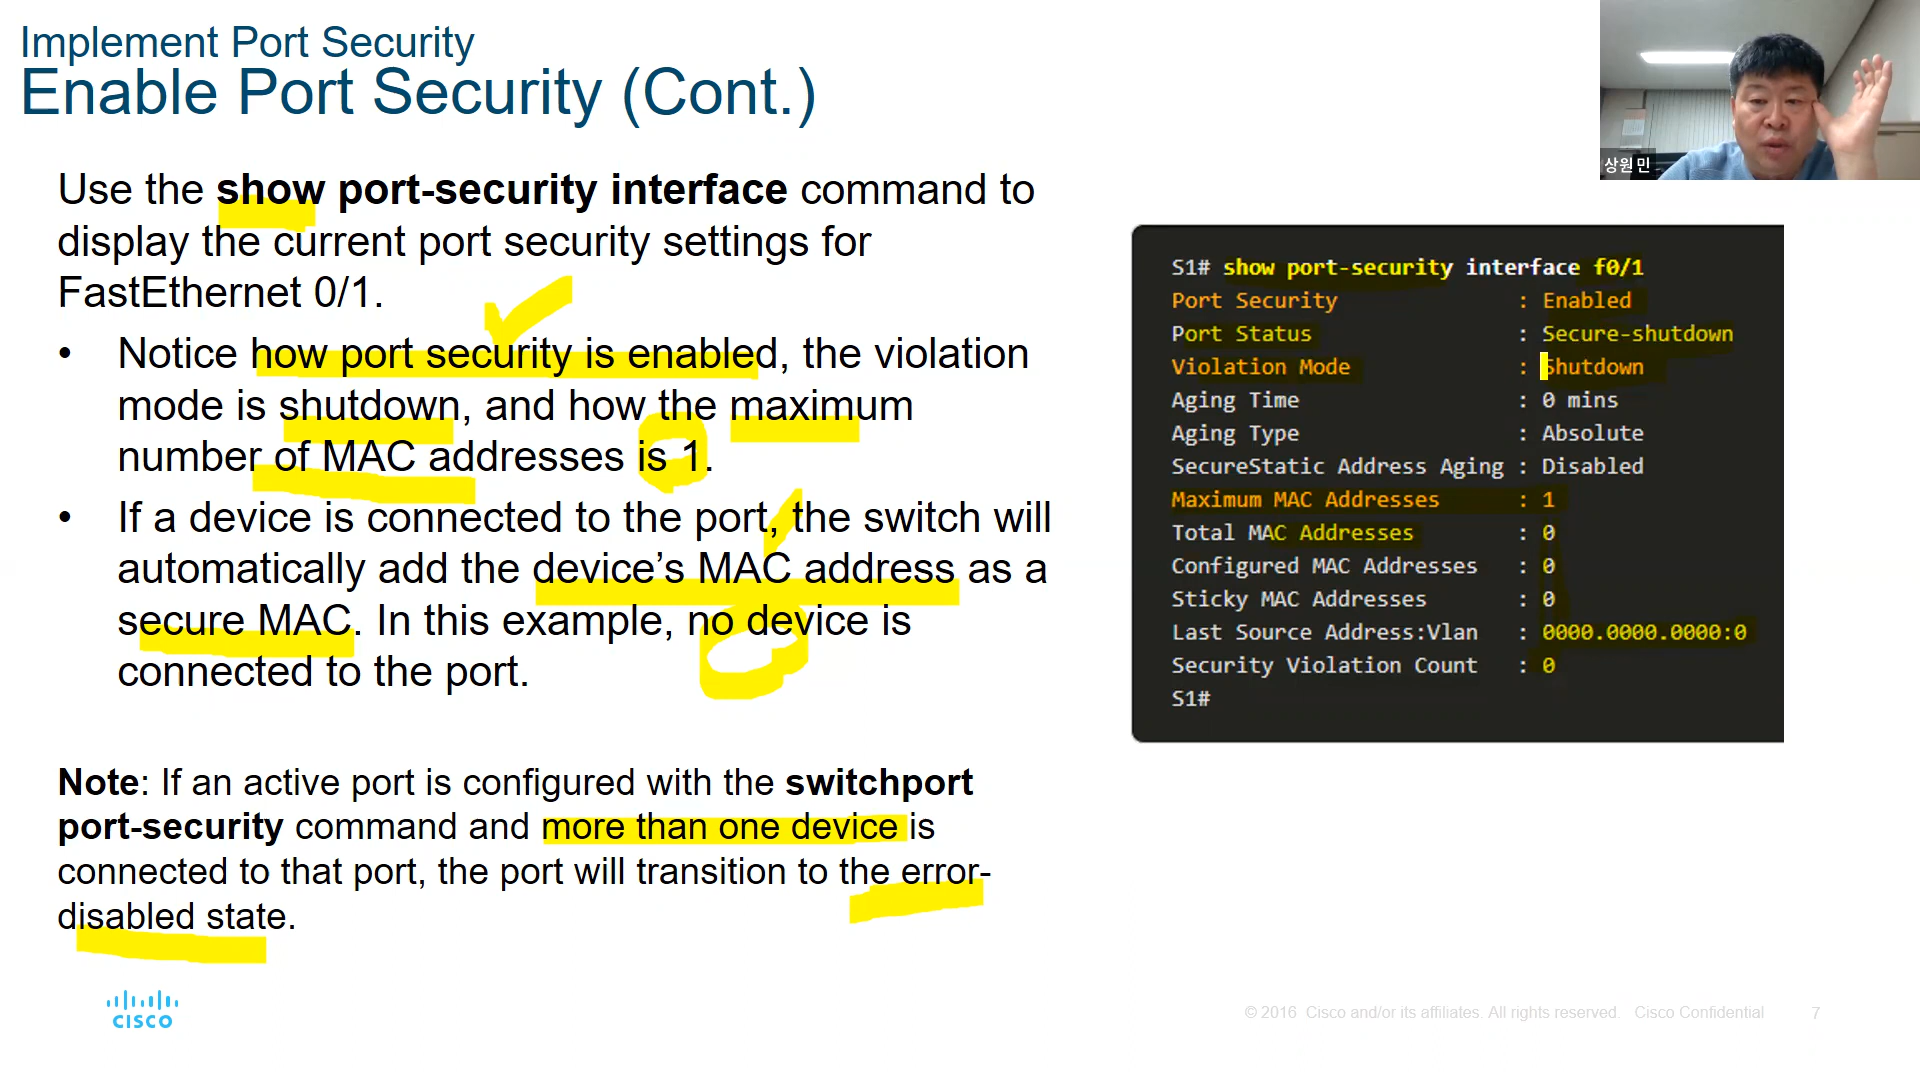 Implement Port Security
Enable Port Security (Cont.)
상원 민
Use the show port-security interface command to
display the current port security settings for
FastEthernet 0/1.
• Notice how port security is enabled, the violation
mode is shutdown, and how the maximum
number of MAC addresses is 1.
• If a device is connected to the port, the switch will
automatically add the device’s MAC address as a
secure MAC. In this example, no device is
connected to the port.
Note: If an active port is configured with the switchport
port-security command and more than one device is
connected to that port, the port will transition to the error-
disabled state.
S1# show port-security interface f0/1
Port Security : Enabled
Port Status : Secure-shutdown
Violation Mode : Shutdown
Aging Time : 0 mins
Aging Type : Absolute
SecureStatic Address Aging : Disabled
Maximum MAC Addresses : 1
Total MAC Addresses : 0
Configured MAC Addresses : 0
Sticky MAC Addresses : 0
Last Source Address:Vlan : 0000.0000.0000:0
Security Violation Count : 0
S1#
CISCO
© 2016 Cisco and/or its affiliates. All rights reserved. Cisco Confidential 7